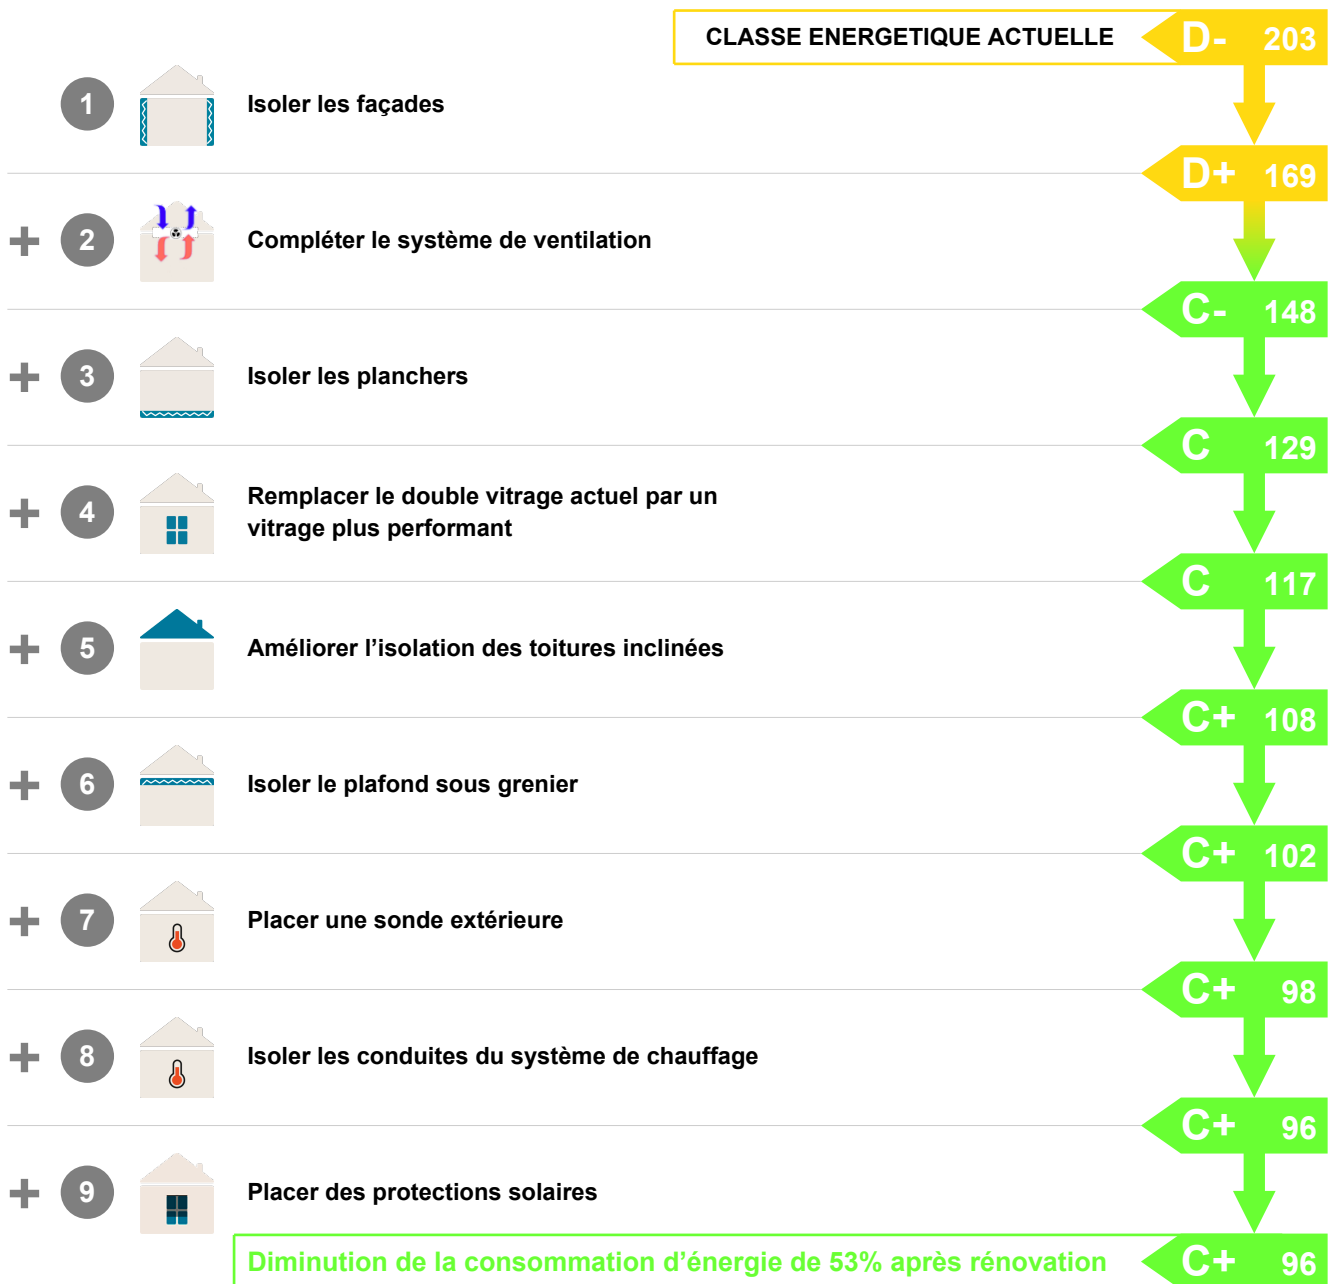 CLASSE ENERGETIQUE ACTUELLE D- 203
1 Isoler les façades
D+ 169
+ 2 Compléter le système de ventilation
C- 148
+ 3 Isoler les planchers
C 129
+ 4 Remplacer le double vitrage actuel par un
vitrage plus performant
C 117
+ 5 Améliorer l’isolation des toitures inclinées
C+ 108
+ 6 Isoler le plafond sous grenier
C+ 102
+ 7 Placer une sonde extérieure
C+ 98
+ 8 Isoler les conduites du système de chauffage
C+ 96
+ 9 Placer des protections solaires
Diminution de la consommation d’énergie de 53% après rénovation C+ 96